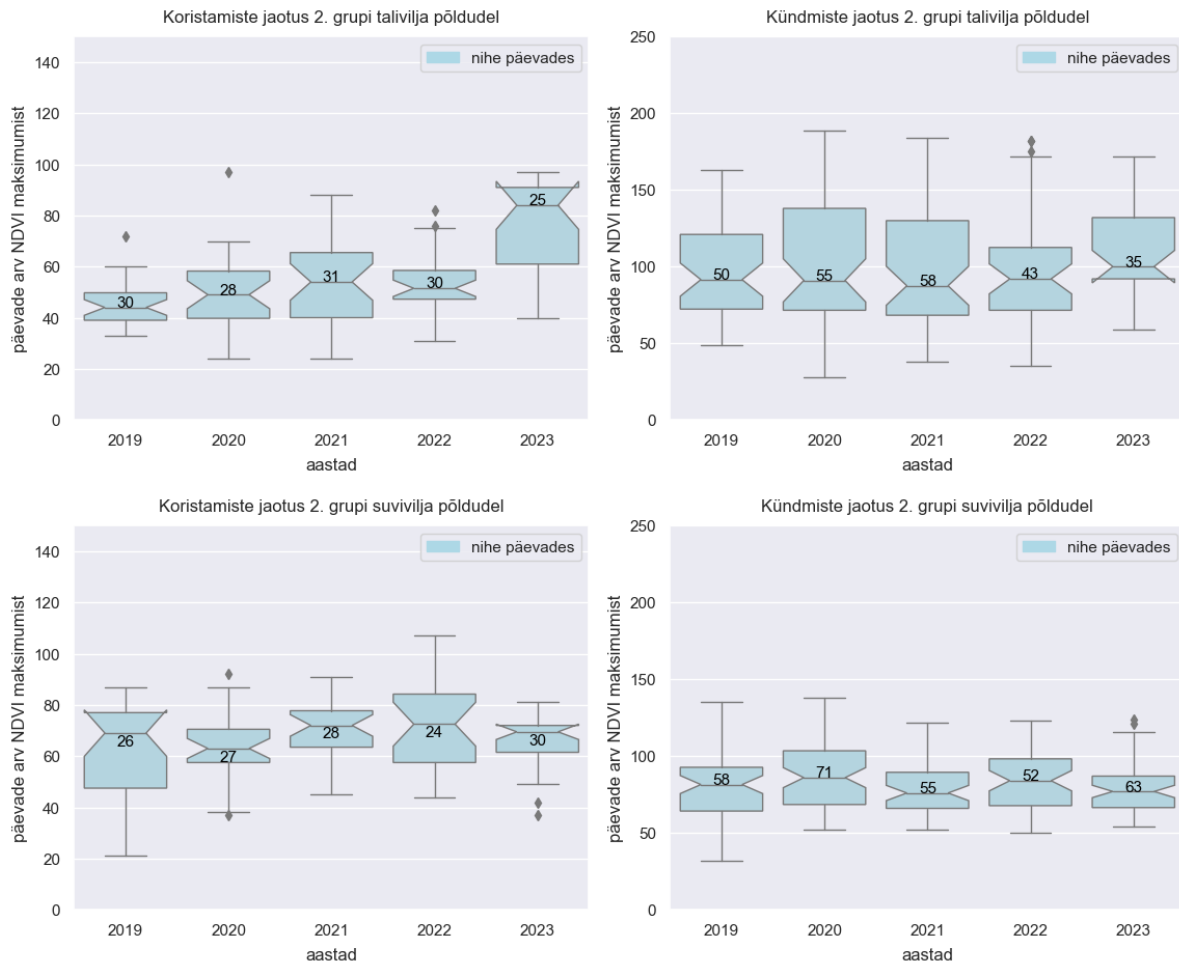 Koristamiste jaotus 2. grupi talivilja põldudel
nihe päevades
päevade arv NDVI maksimumist
140
120
100
80
60
40
20
0
30
28
31
30
25
2019 2020 2021 2022 2023
aastad
Kündmiste jaotus 2. grupi talivilja põldudel
nihe päevades
päevade arv NDVI maksimumist
250
200
150
100
50
0
50
55
58
43
35
2019 2020 2021 2022 2023
aastad
Koristamiste jaotus 2. grupi suvivilja põldudel
nihe päevades
päevade arv NDVI maksimumist
140
120
100
80
60
40
20
0
26
27
28
24
30
2019 2020 2021 2022 2023
aastad
Kündmiste jaotus 2. grupi suvivilja põldudel
nihe päevades
päevade arv NDVI maksimumist
250
200
150
100
50
0
58
71
55
52
63
2019 2020 2021 2022 2023
aastad